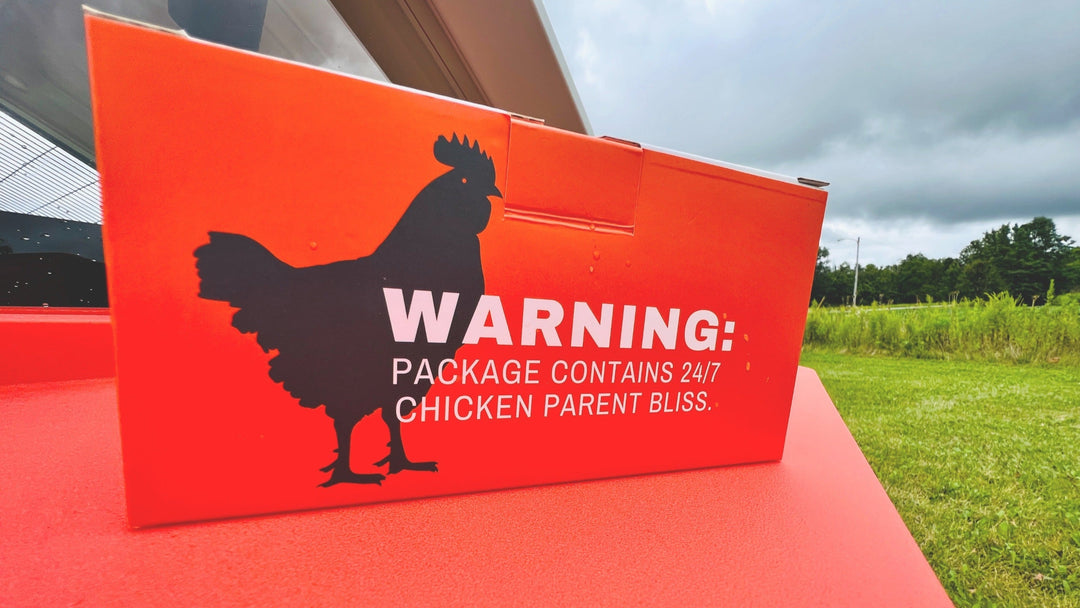 WARNING:
PACKAGE CONTAINS 24/7
CHICKEN PARENT BLISS.